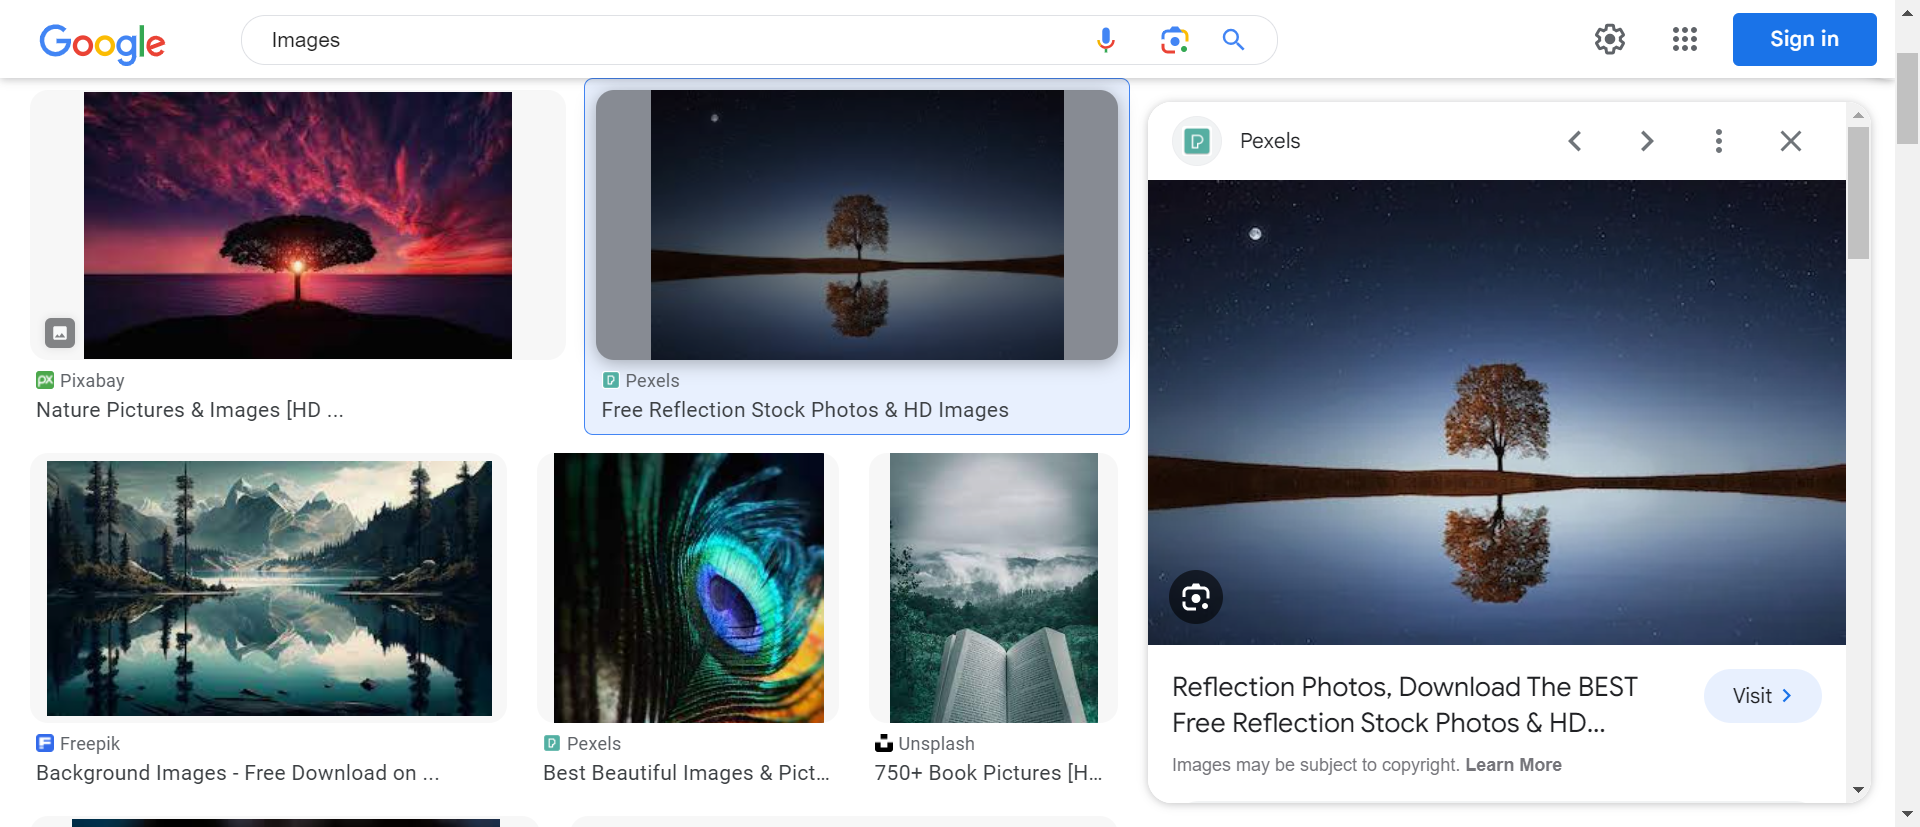 Google
Images
Sign in
Pixabay
Nature Pictures & Images [HD ...
Pexels
Free Reflection Stock Photos & HD Images
Freepik
Background Images - Free Download on ...
Pexels
Best Beautiful Images & Pict...
Unsplash
750+ Book Pictures [H...
Pexels
Reflection Photos, Download The BEST
Free Reflection Stock Photos & HD...
Visit
Images may be subject to copyright. Learn More